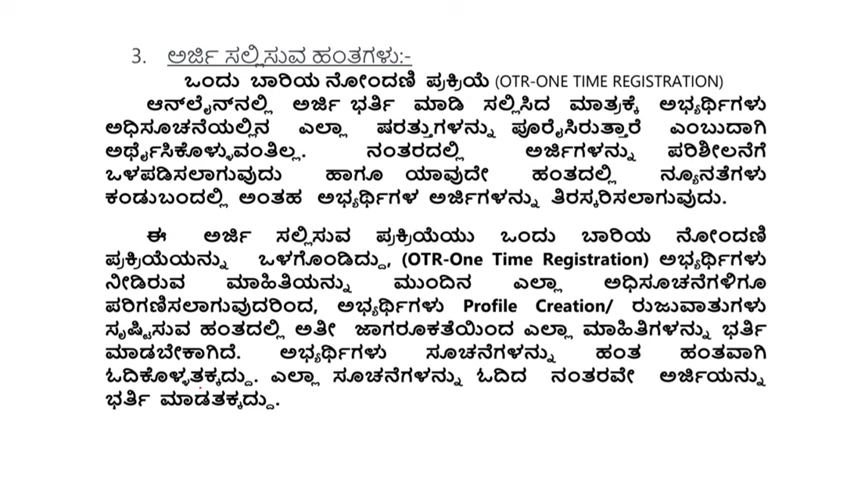 3. ಅರ್ಜಿ ಸಲ್ಲಿಸುವ ಹಂತಗಳು:-
ಒಂದು ಬಾರಿಯ ನೋಂದಣಿ ಪ್ರಕ್ರಿಯೆ (OTR-ONE TIME REGISTRATION)
ಆನ್‌ಲೈನ್‌ನಲ್ಲಿ ಅರ್ಜಿ ಭರ್ತಿ ಮಾಡಿ ಸಲ್ಲಿಸಿದ ಮಾತ್ರಕ್ಕೆ ಅಭ್ಯರ್ಥಿಗಳು
ಅಧಿಸೂಚನೆಯಲ್ಲಿನ ಎಲ್ಲಾ ಷರತ್ತುಗಳನ್ನು ಪೂರೈಸಿರುತ್ತಾರೆ ಎಂಬುದಾಗಿ
ಅರ್ಥೈಸಿಕೊಳ್ಳುವಂತಿಲ್ಲ. ನಂತರದಲ್ಲಿ ಅರ್ಜಿಗಳನ್ನು ಪರಿಶೀಲನೆಗೆ
ಒಳಪಡಿಸಲಾಗುವುದು ಹಾಗೂ ಯಾವುದೇ ಹಂತದಲ್ಲಿ ನ್ಯೂನತೆಗಳು
ಕಂಡುಬಂದಲ್ಲಿ ಅಂತಹ ಅಭ್ಯರ್ಥಿಗಳ ಅರ್ಜಿಗಳನ್ನು ತಿರಸ್ಕರಿಸಲಾಗುವುದು.
ಈ ಅರ್ಜಿ ಸಲ್ಲಿಸುವ ಪ್ರಕ್ರಿಯೆಯು ಒಂದು ಬಾರಿಯ ನೋಂದಣಿ
ಪ್ರಕ್ರಿಯೆಯನ್ನು ಒಳಗೊಂಡಿದ್ದು, (OTR-One Time Registration) ಅಭ್ಯರ್ಥಿಗಳು
ನೀಡಿರುವ ಮಾಹಿತಿಯನ್ನು ಮುಂದಿನ ಎಲ್ಲಾ ಅಧಿಸೂಚನೆಗಳಿಗೂ
ಪರಿಗಣಿಸಲಾಗುವುದರಿಂದ, ಅಭ್ಯರ್ಥಿಗಳು Profile Creation/ ರುಜುವಾತುಗಳು
ಸೃಷ್ಟಿಸುವ ಹಂತದಲ್ಲಿ ಅತೀ ಜಾಗರೂಕತೆಯಿಂದ ಎಲ್ಲಾ ಮಾಹಿತಿಗಳನ್ನು ಭರ್ತಿ
ಮಾಡಬೇಕಾಗಿದೆ. ಅಭ್ಯರ್ಥಿಗಳು ಸೂಚನೆಗಳನ್ನು ಹಂತ ಹಂತವಾಗಿ
ಓದಿಕೊಳ್ಳತಕ್ಕದ್ದು. ಎಲ್ಲಾ ಸೂಚನೆಗಳನ್ನು ಓದಿದ ನಂತರವೇ ಅರ್ಜಿಯನ್ನು
ಭರ್ತಿ ಮಾಡತಕ್ಕದ್ದು.